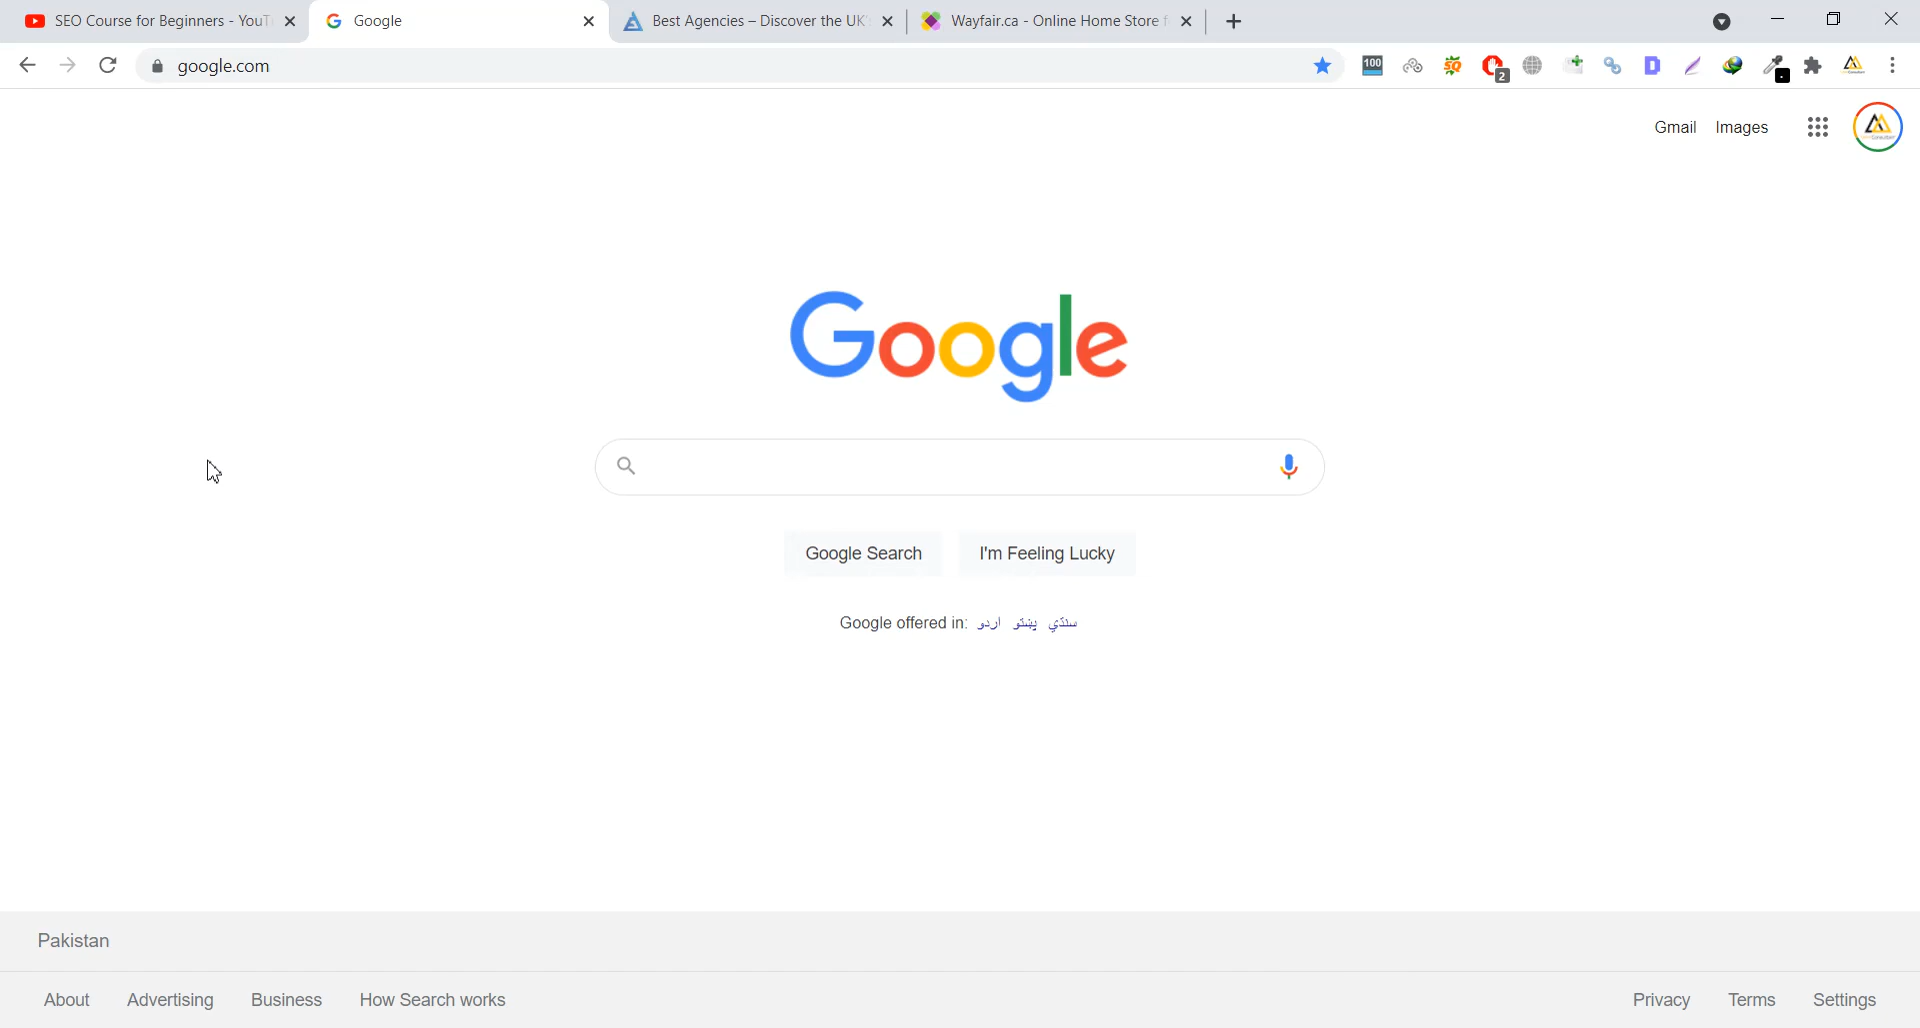 SEO Course for Beginners - YouT
Google
Best Agencies – Discover the UK'
Wayfair.ca - Online Home Store f
google.com
100
2
Gmail Images
Google
Google Search I'm Feeling Lucky
Google offered in: اردو پښتو سنڌي
Pakistan
About Advertising Business How Search works
Privacy Terms Settings